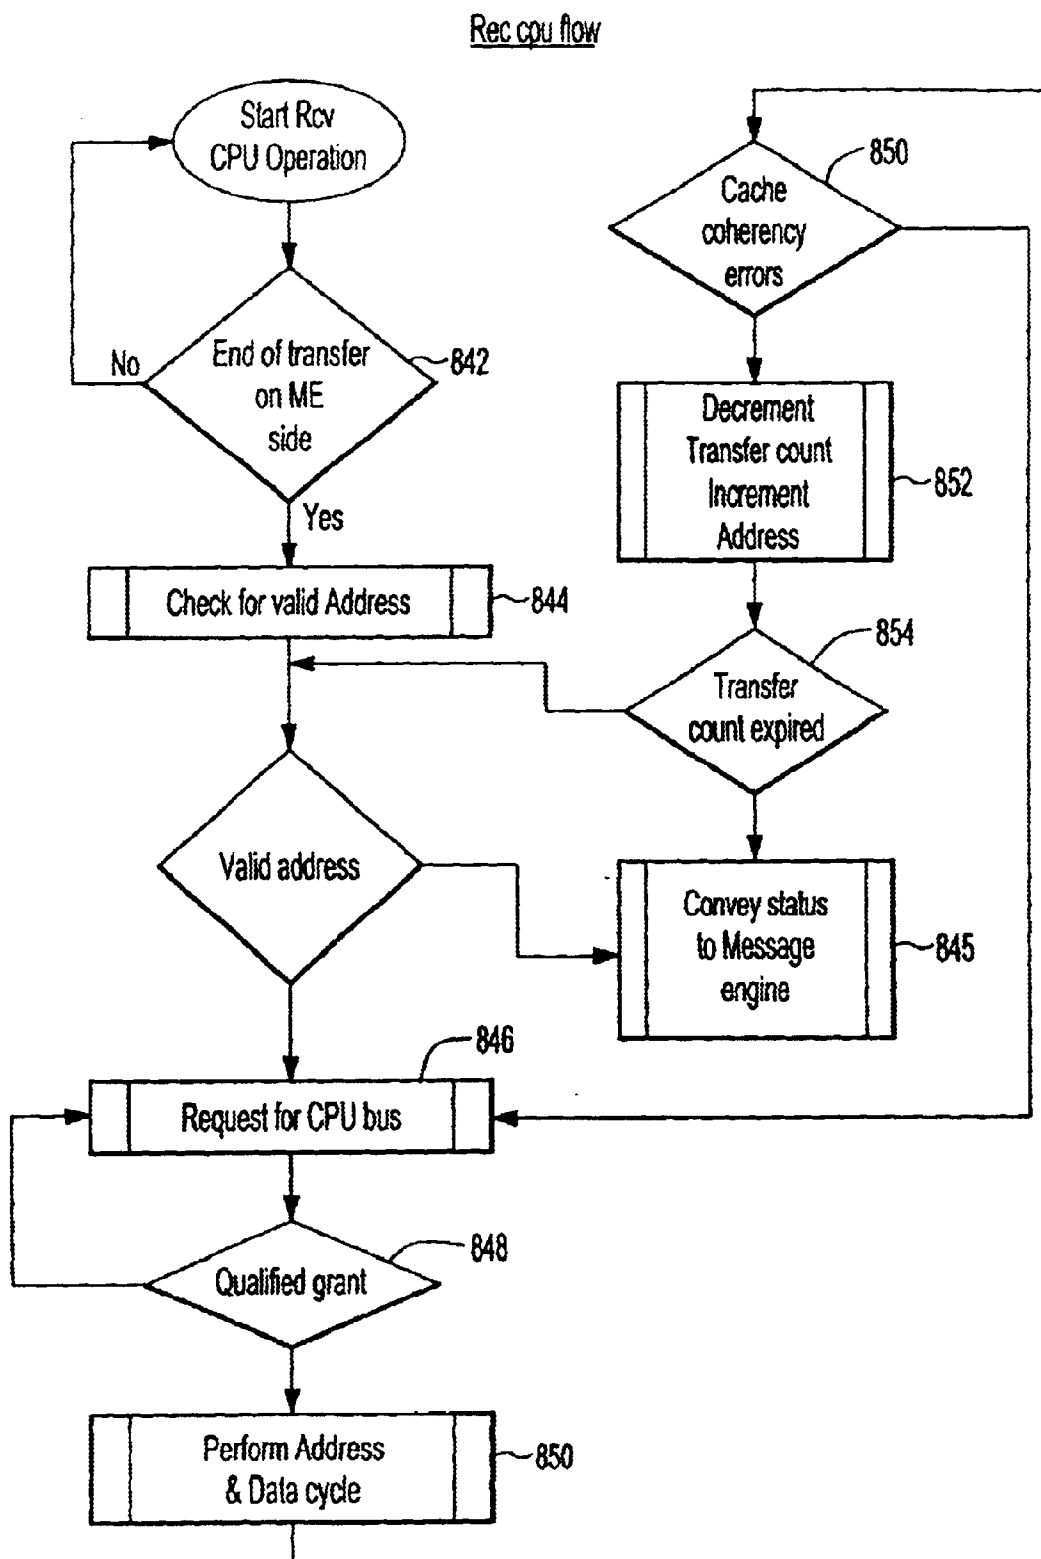 Rec cpu flow
Start Rcv
CPU Operation
End of transfer
on ME
side
842
No
Yes
Check for valid Address
844
Valid address
Request for CPU bus
846
Qualified grant
848
Perform Address
& Data cycle
850
Cache
coherency
errors
850
Decrement
Transfer count
Increment
Address
852
Transfer
count expired
854
Convey status
to Message
engine
845